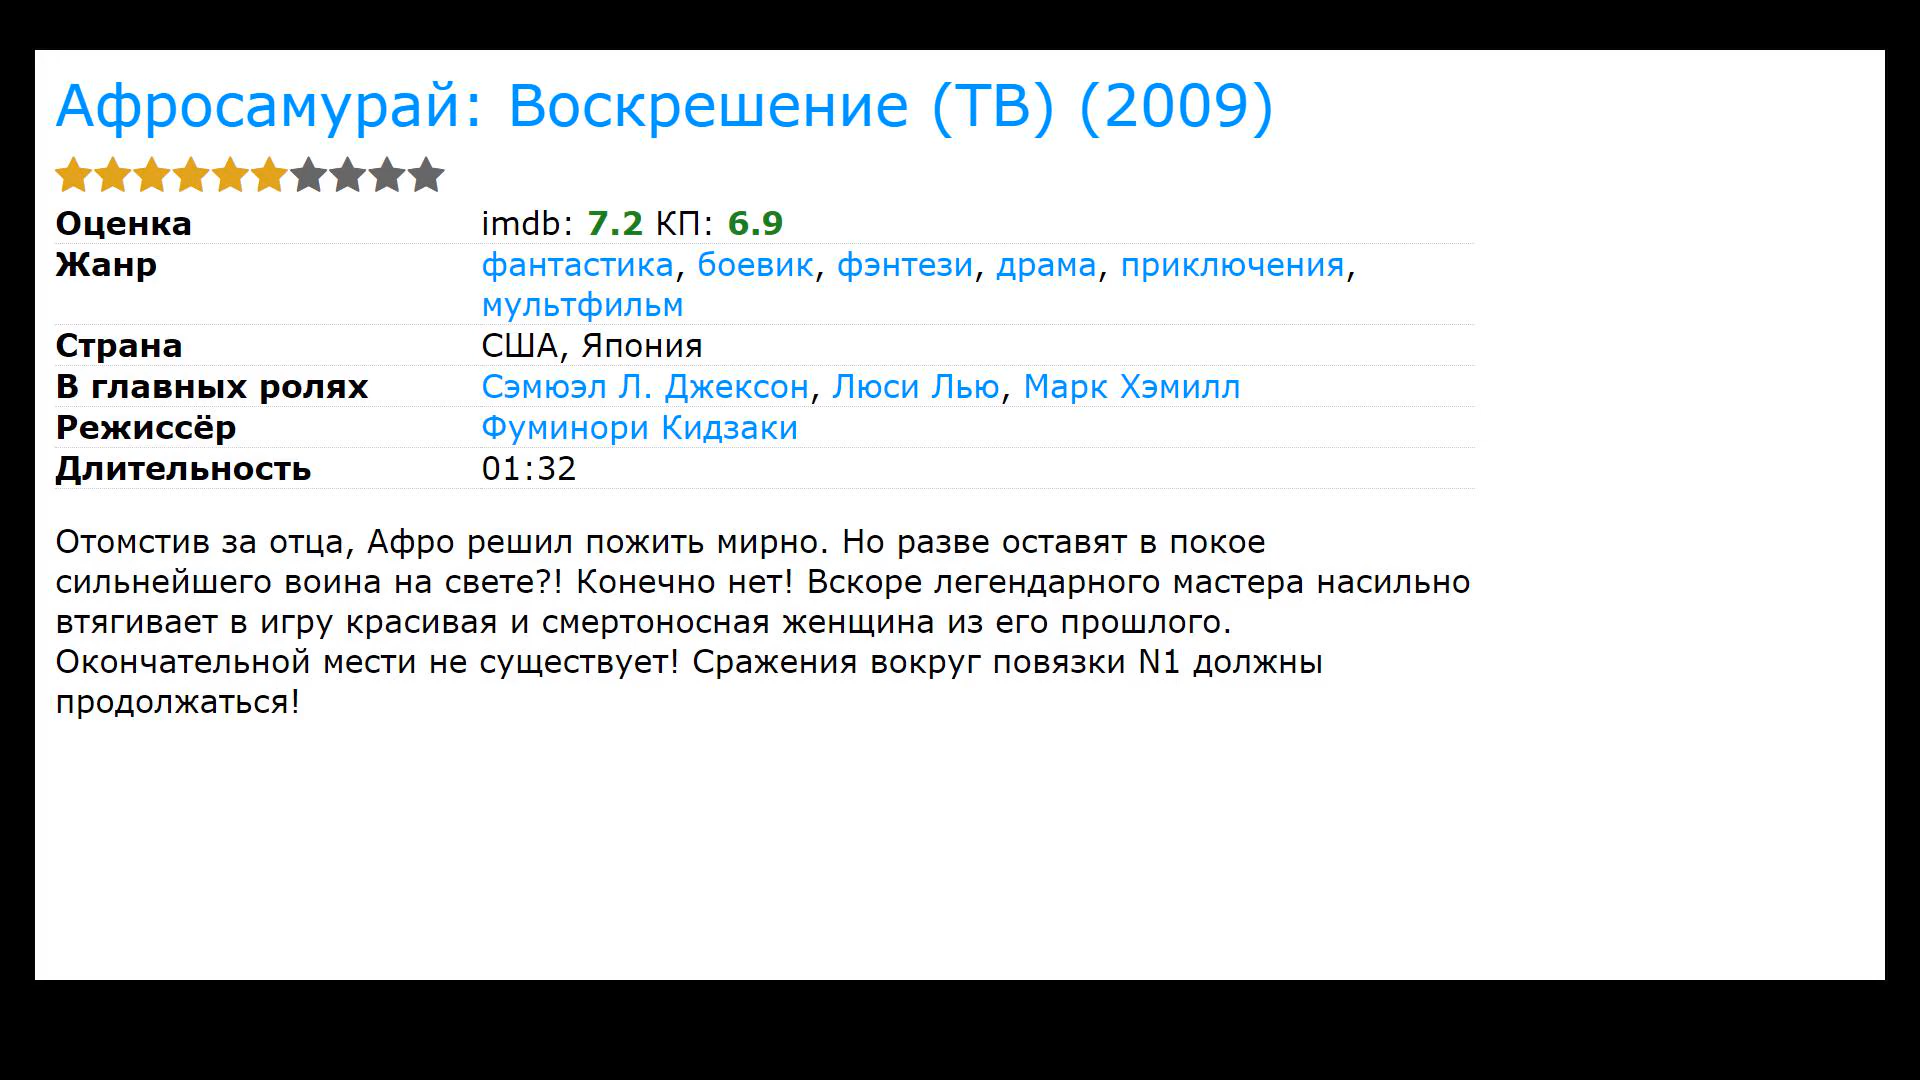 Афросамурай: Воскрешение (ТВ) (2009)
Оценка imdb: 7.2 КП: 6.9
Жанр фантастика, боевик, фэнтези, драма, приключения,
мультфильм
Страна США, Япония
В главных ролях Сэмюэл Л. Джексон, Люси Лью, Марк Хэмилл
Режиссёр Фуминори Кидзаки
Длительность 01:32
Отомстив за отца, Афро решил пожить мирно. Но разве оставят в покое
сильнейшего воина на свете?! Конечно нет! Вскоре легендарного мастера насильно
втягивает в игру красивая и смертоносная женщина из его прошлого.
Окончательной мести не существует! Сражения вокруг повязки N1 должны
продолжаться!